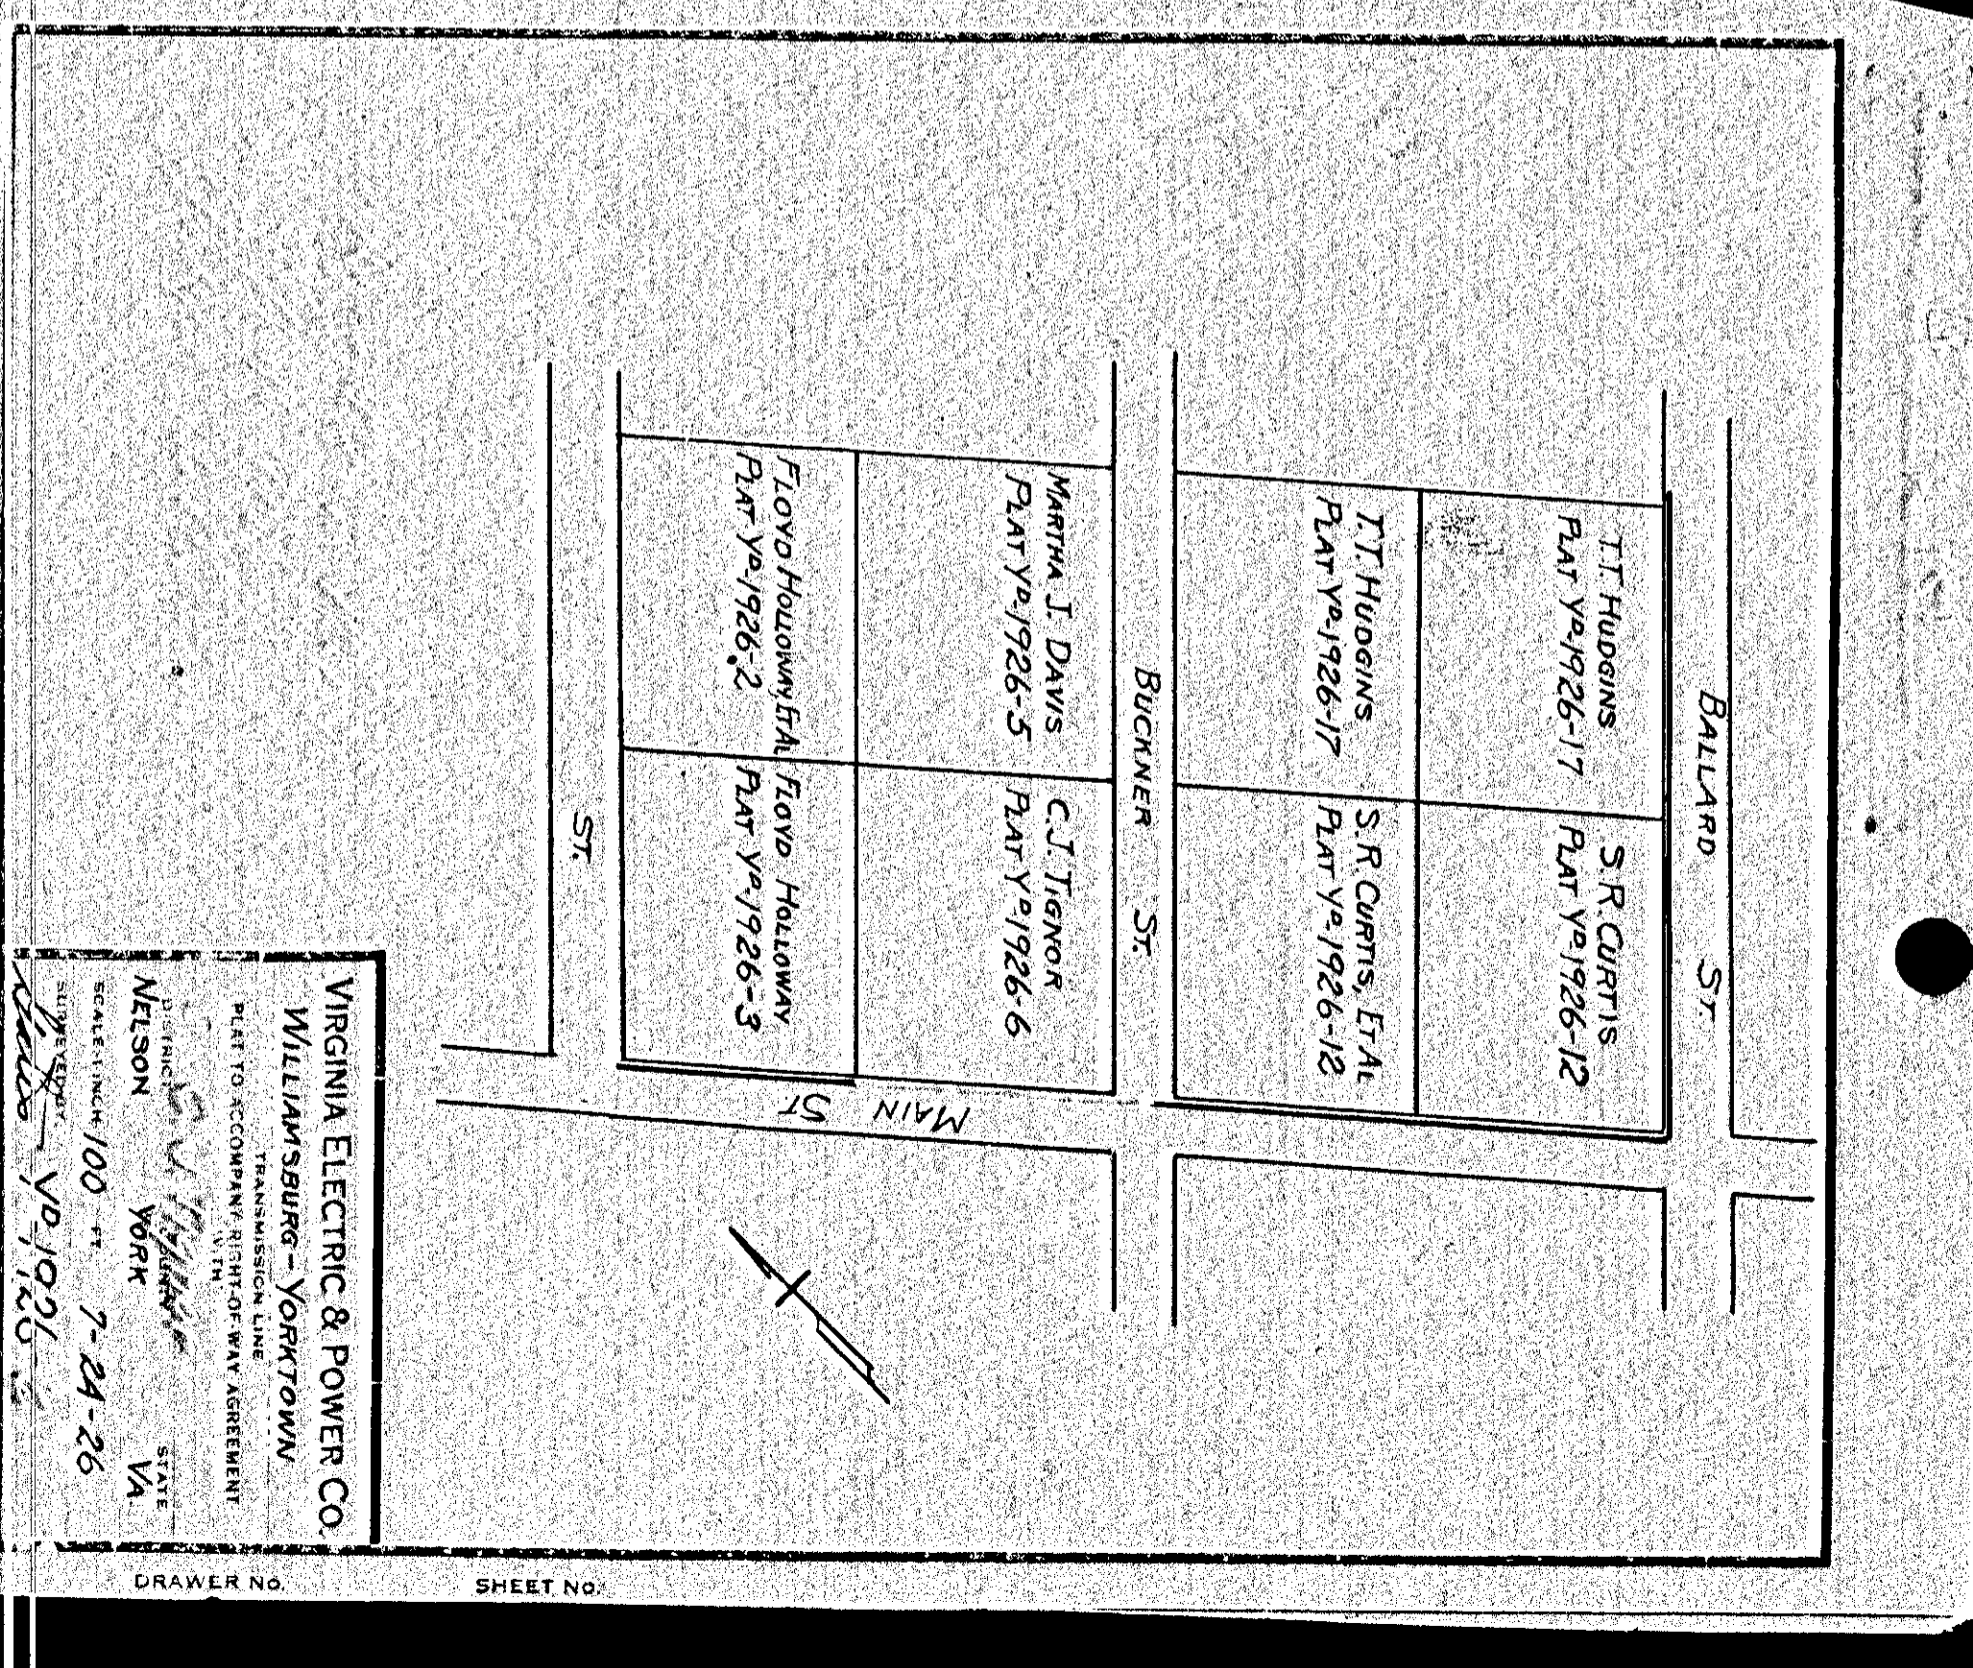 BALLARD ST.
T.T. HUDGINS
PLAT YP-1926-17
S.R. CURTIS
PLAT YP-1926-12
T.T. HUDGINS
PLAT YP-1926-17
S.R. CURTIS, ET AL
PLAT YP-1926-12
BUCKNER ST.
MARTHA J. DAVIS
PLAT YP-1926-5
C.J. TIGNOR
PLAT YP-1926-6
FLOYD HOLLOWAY, ET AL
PLAT YP-1926-2
FLOYD HOLLOWAY
PLAT YP-1926-3
MAIN ST
ST.
VIRGINIA ELECTRIC & POWER CO.
WILLIAMSBURG - YORKTOWN
TRANSMISSION LINE
PLAT TO ACCOMPANY RIGHT-OF-WAY AGREEMENT
WITH
DISTRICT COUNTY STATE
NELSON YORK VA.
SCALE-1 INCH 100 FT. 7-24-26
SURVEYED BY
YP-1926
DRAWER NO.
SHEET NO.